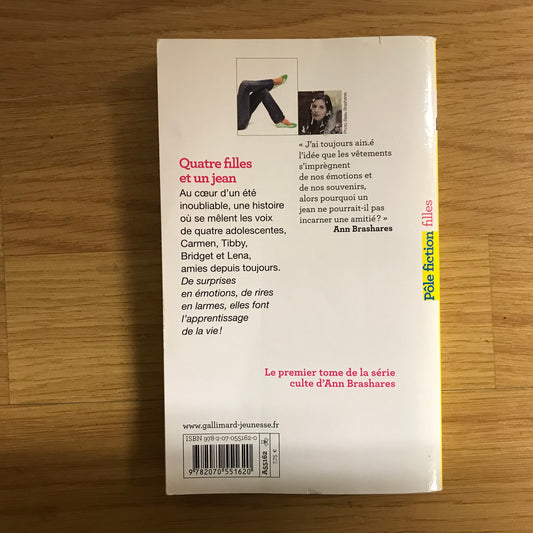 « J'ai toujours aimé
l'idée que les vêtements
s'imprègnent
de nos émotions et
de nos souvenirs,
alors pourquoi un
jean ne pourrait-il pas
incarner une amitié ? »
Ann Brashares
Quatre filles
et un jean
Au cœur d'un été
inoubliable, une histoire
où se mêlent les voix
de quatre adolescentes,
Carmen, Tibby,
Bridget et Lena,
amies depuis toujours.
De surprises
en émotions, de rires
en larmes, elles font
l'apprentissage
de la vie !
Le premier tome de la série
culte d'Ann Brashares
www.gallimard-jeunesse.fr
ISBN 978-2-07-055162-0
9 782070 551620
A55162
7,75 €
Pôle fiction filles